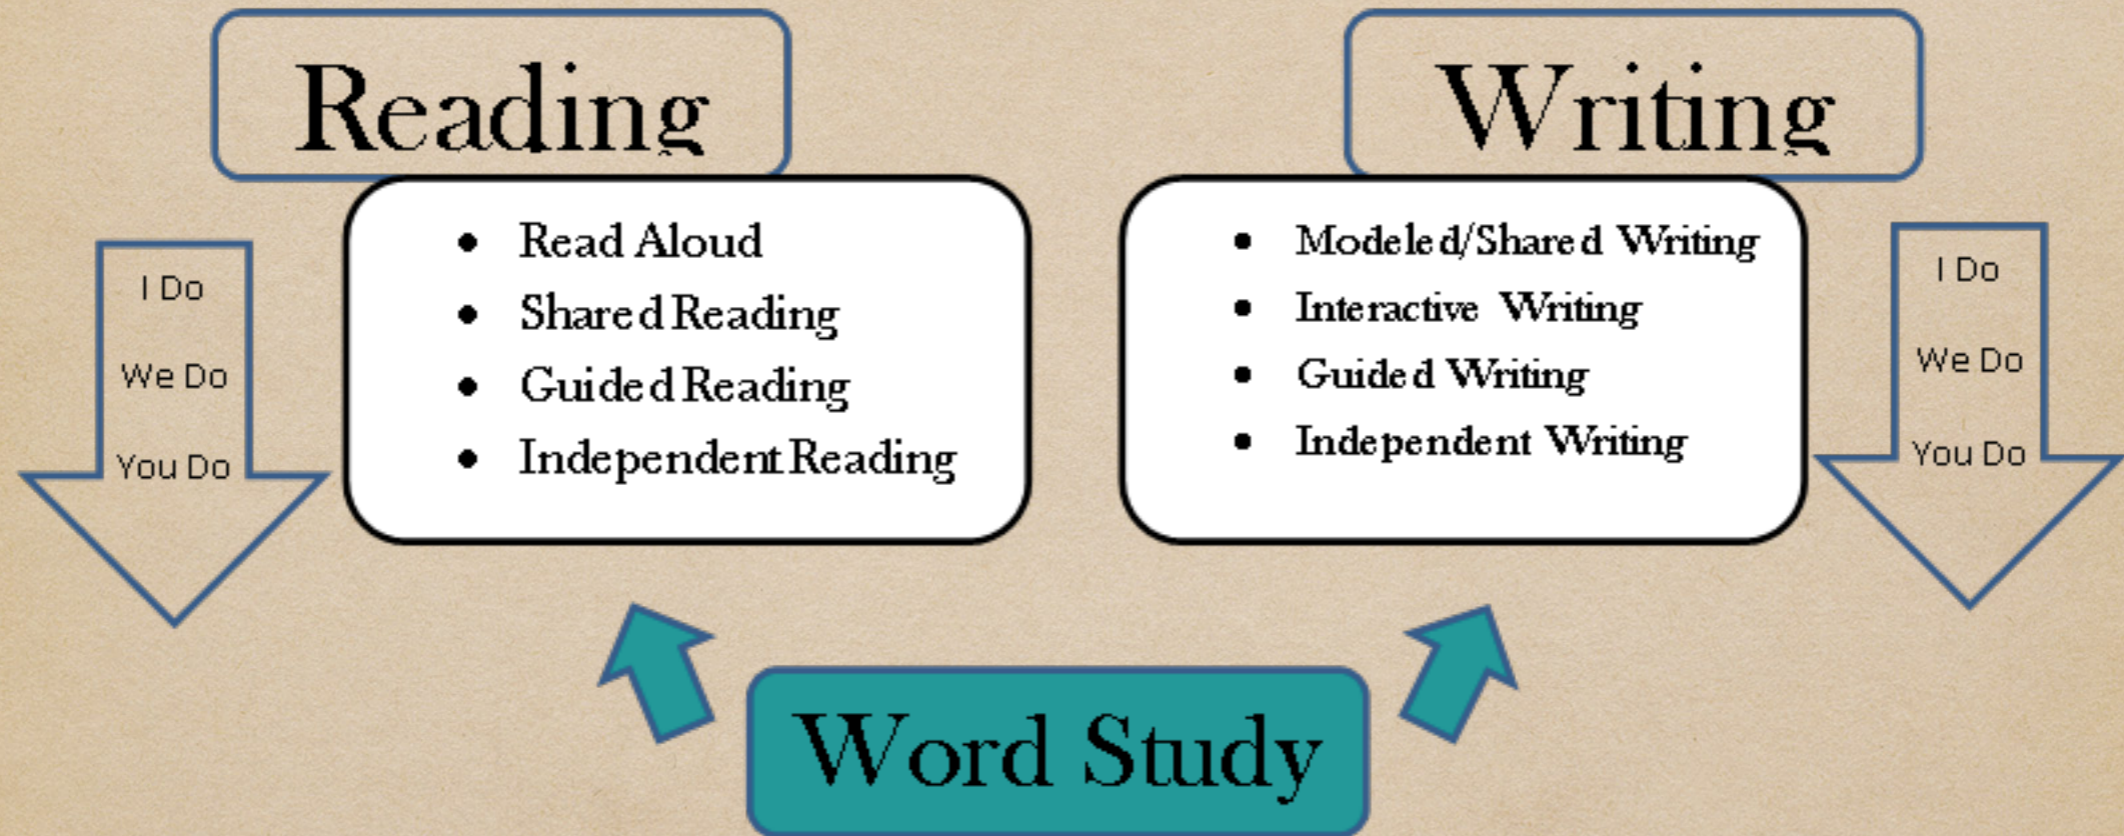 Reading
Writing
I Do
We Do
You Do
• Read Aloud
• Shared Reading
• Guided Reading
• Independent Reading
• Modeled/Shared Writing
• Interactive Writing
• Guided Writing
• Independent Writing
I Do
We Do
You Do
Word Study